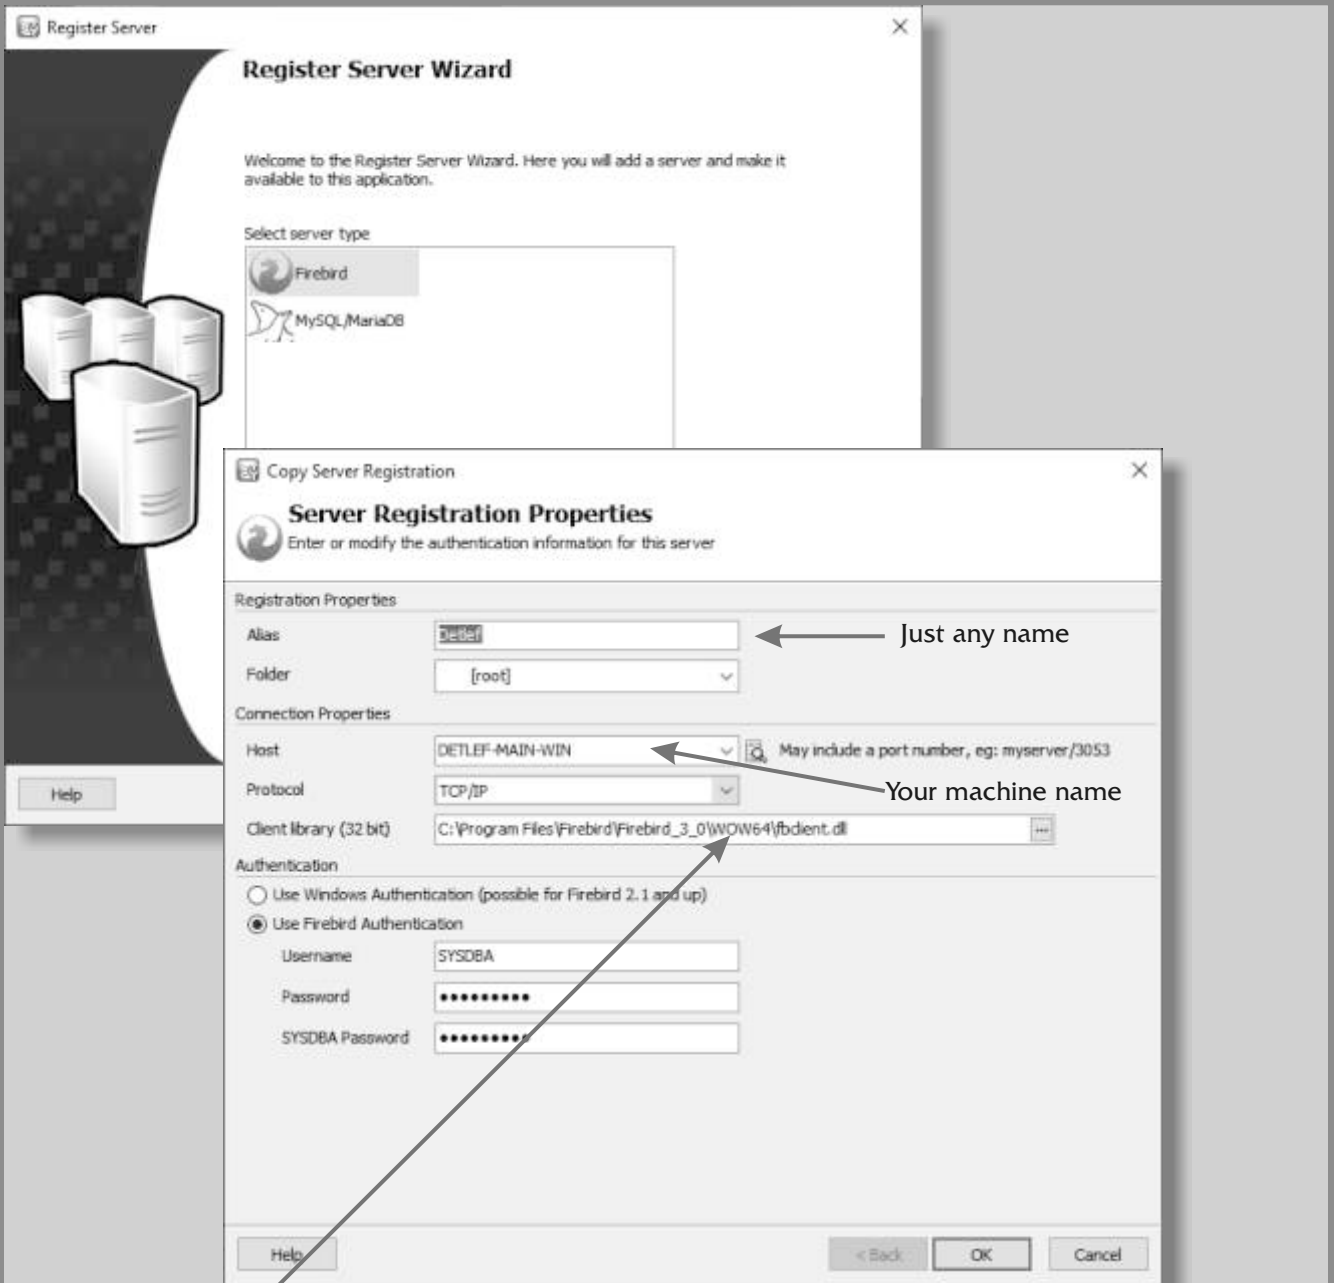 Register Server
Register Server Wizard
Welcome to the Register Server Wizard. Here you will add a server and make it
available to this application.
Select server type
Firebird
MySQL/MariaDB
Help
Copy Server Registration
Server Registration Properties
Enter or modify the authentication information for this server
Registration Properties
Alias Detlef Just any name
Folder [root]
Connection Properties
Host DETLEF-MAIN-WIN May include a port number, eg: myserver/3053
Protocol TCP/IP Your machine name
Client library (32 bit) C:\Program Files\Firebird\Firebird_3_0\WOW64\fbclient.dll ...
Authentication
Use Windows Authentication (possible for Firebird 2.1 and up)
Use Firebird Authentication
Username SYSDBA
Password •••••••••
SYSDBA Password •••••••••
Help < Back OK Cancel